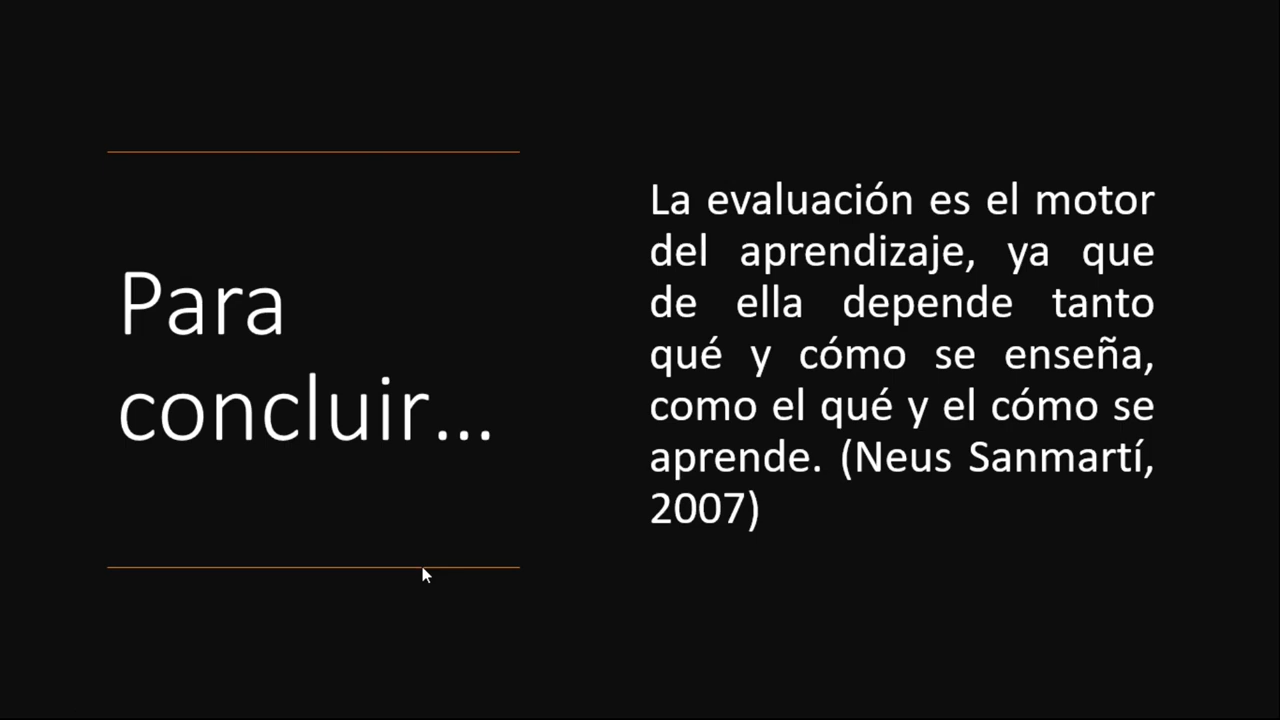 Para
concluir...
La evaluación es el motor
del aprendizaje, ya que
de ella depende tanto
qué y cómo se enseña,
como el qué y el cómo se
aprende. (Neus Sanmartí,
2007)